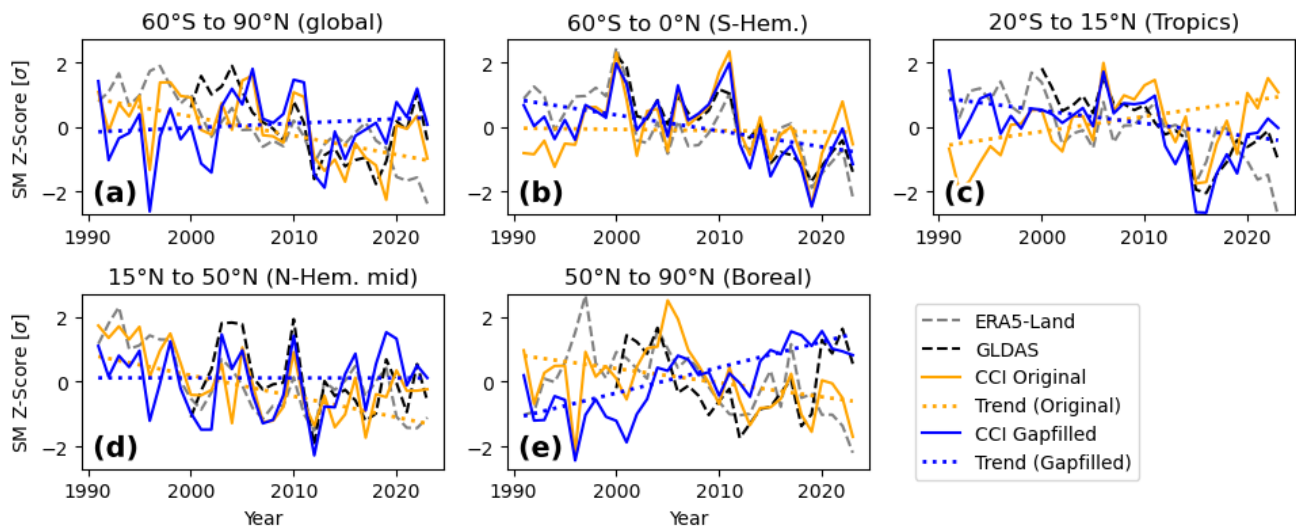 60°S to 90°N (global)
60°S to 0°N (S-Hem.)
20°S to 15°N (Tropics)
SM Z-Score [σ]
2
0
−2
(a)
1990
2000
2010
2020
2
0
−2
(b)
1990
2000
2010
2020
2
0
−2
(c)
1990
2000
2010
2020
15°N to 50°N (N-Hem. mid)
50°N to 90°N (Boreal)
SM Z-Score [σ]
2
0
−2
(d)
1990
2000
2010
2020
Year
2
0
−2
(e)
1990
2000
2010
2020
Year
ERA5-Land
GLDAS
CCI Original
Trend (Original)
CCI Gapfilled
Trend (Gapfilled)